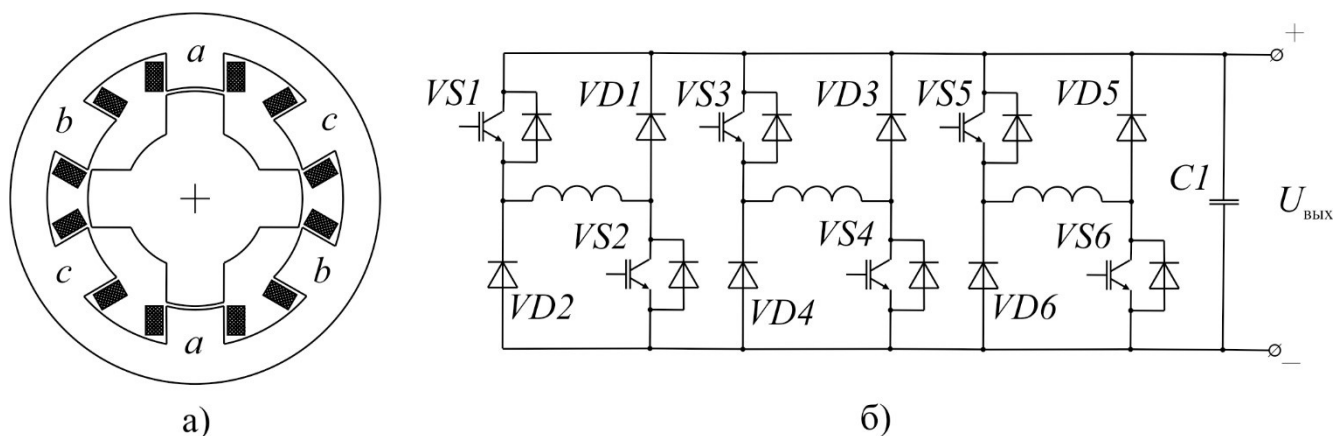 a
b
c
c
b
a
а)
+
VS1 VD1 VS3 VD3 VS5 VD5
C1 Uвых
VS2 VS4 VS6
VD2 VD4 VD6
−
б)